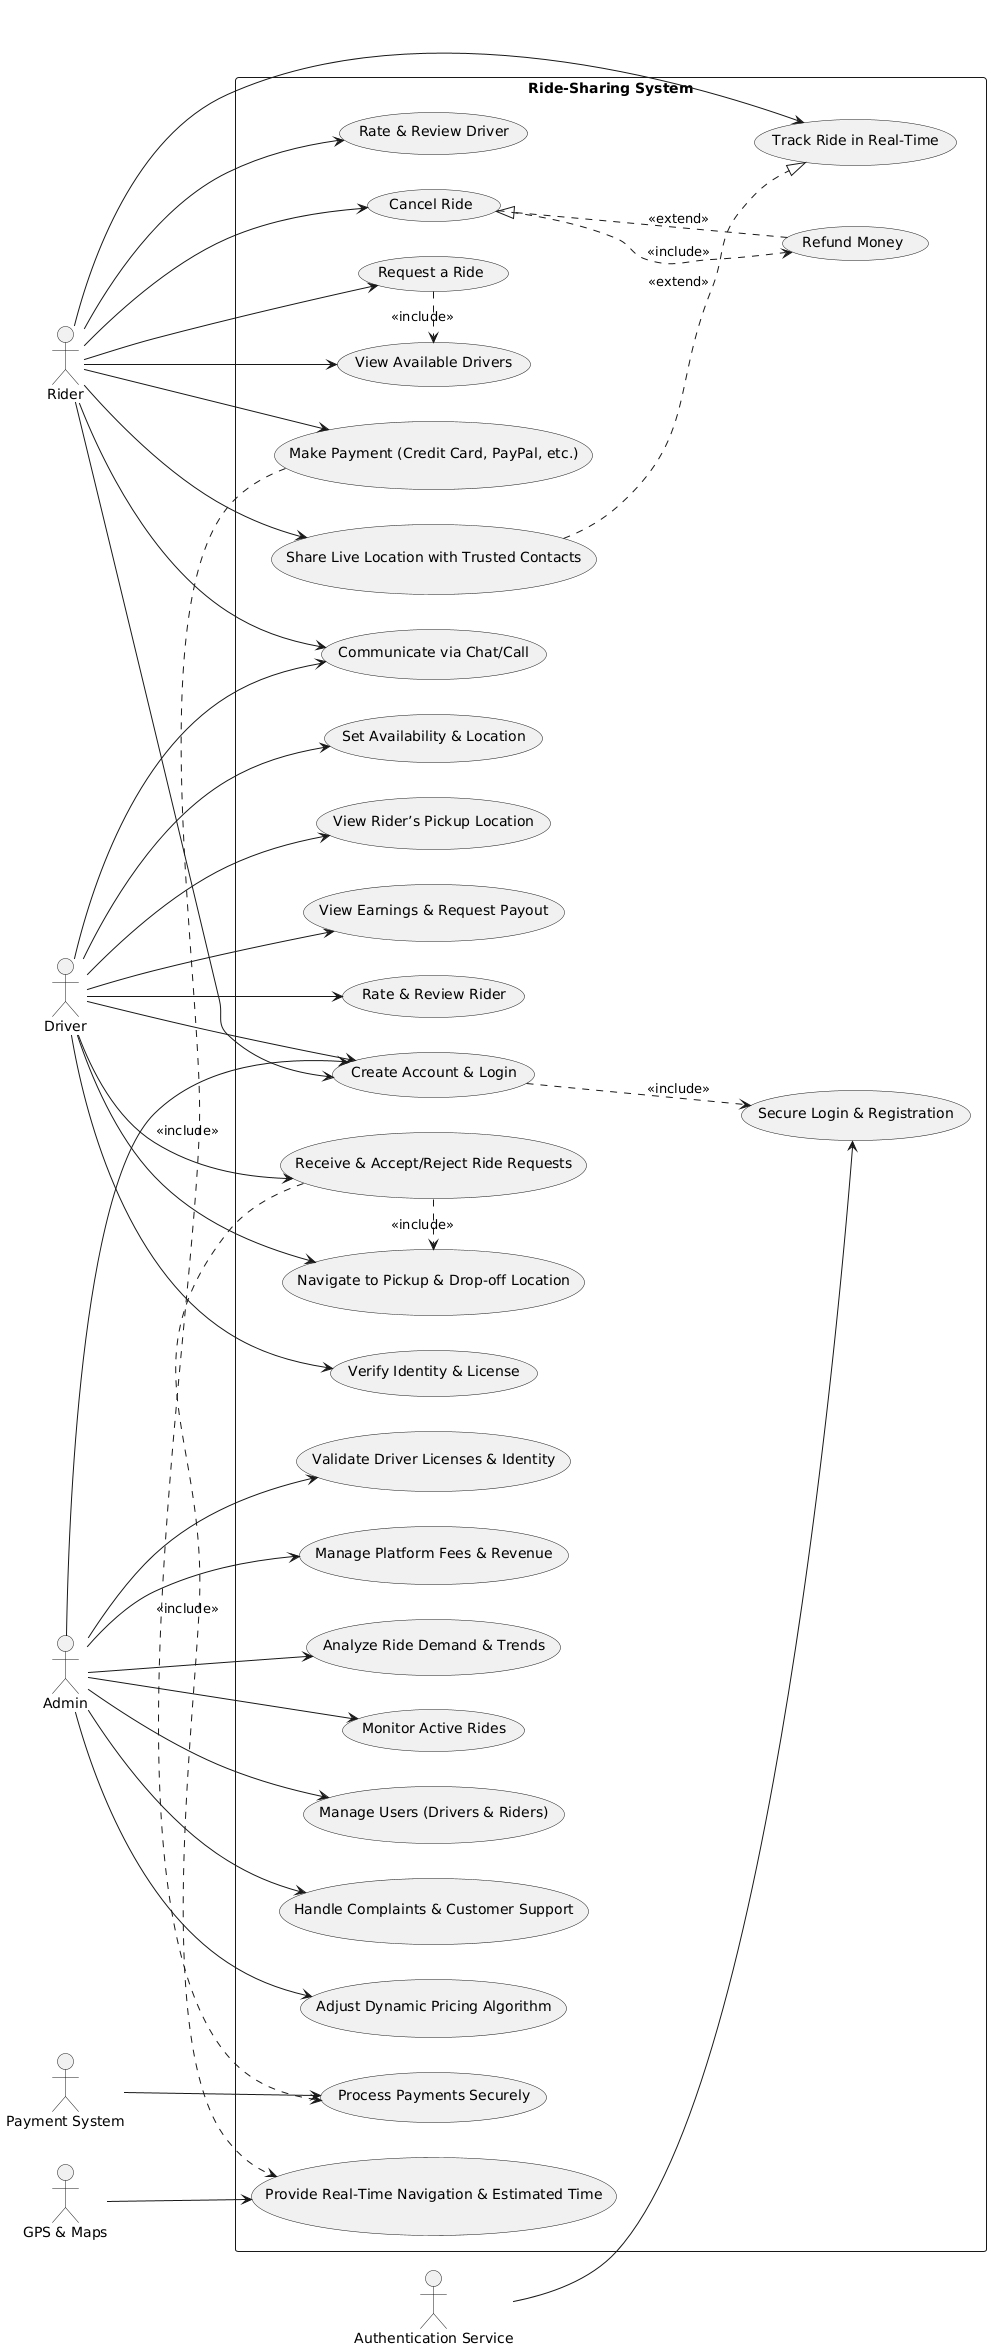 Ride-Sharing System
Rate & Review Driver
Track Ride in Real-Time
Cancel Ride
«extend»
Refund Money
«include»
Request a Ride
«extend»
«include»
View Available Drivers
Rider
Make Payment (Credit Card, PayPal, etc.)
Share Live Location with Trusted Contacts
Communicate via Chat/Call
Set Availability & Location
View Rider’s Pickup Location
View Earnings & Request Payout
Rate & Review Rider
Driver
Create Account & Login
«include»
Secure Login & Registration
«include»
Receive & Accept/Reject Ride Requests
«include»
Navigate to Pickup & Drop-off Location
Verify Identity & License
Validate Driver Licenses & Identity
Manage Platform Fees & Revenue
«include»
Analyze Ride Demand & Trends
Admin
Monitor Active Rides
Manage Users (Drivers & Riders)
Handle Complaints & Customer Support
Adjust Dynamic Pricing Algorithm
Process Payments Securely
Payment System
Provide Real-Time Navigation & Estimated Time
GPS & Maps
Authentication Service